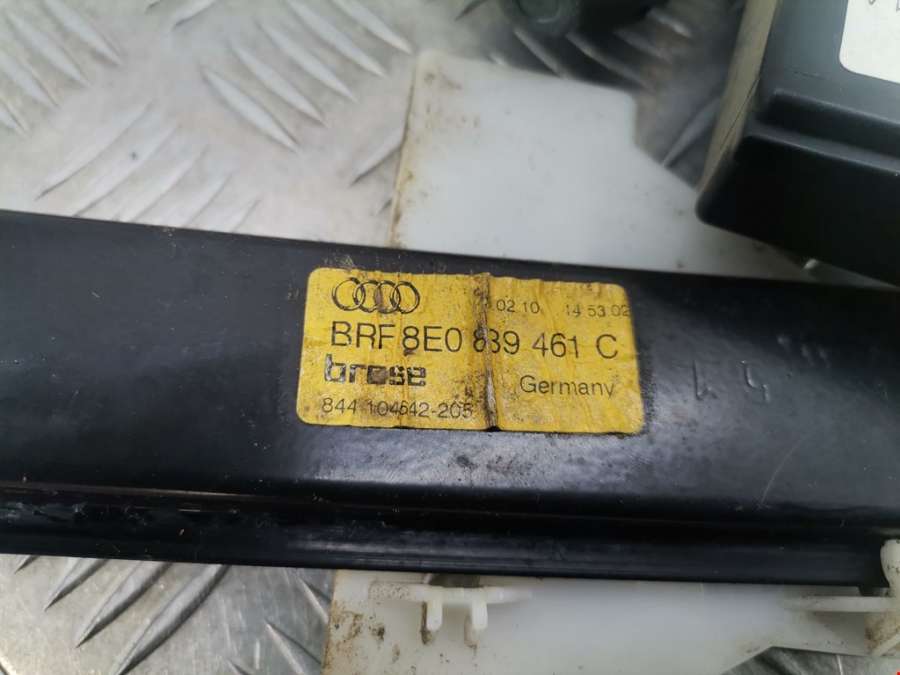 02 10 14 53 02
BRF 8E0 839 461 C
brose
Germany
844 104642-205